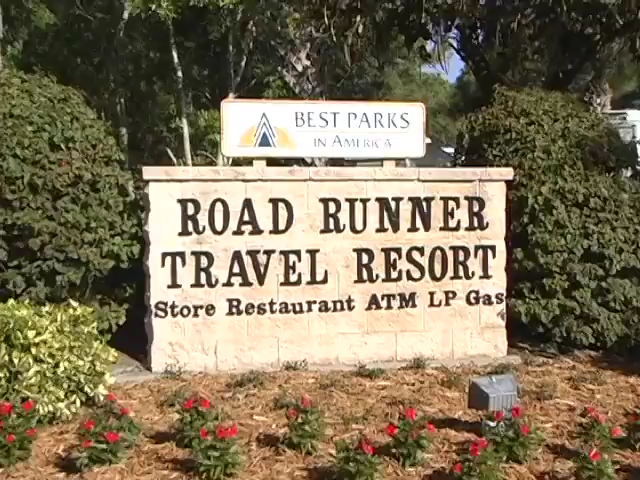 BEST PARKS
IN AMERICA
ROAD RUNNER
TRAVEL RESORT
Store Restaurant ATM LP Gas